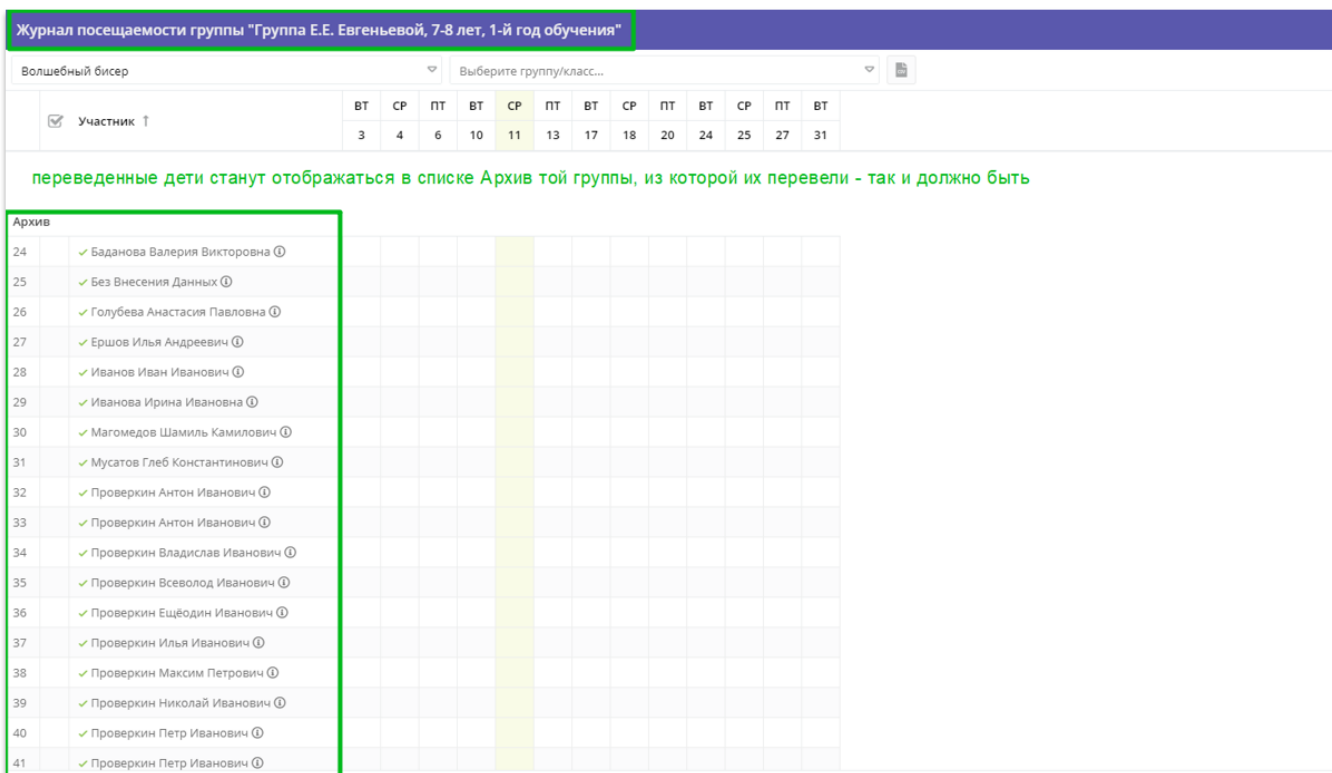 Журнал посещаемости группы "Группа Е.Е. Евгеньевой, 7-8 лет, 1-й год обучения"
Волшебный бисер Выберите группу/класс...
Участник ↑ ВТ СР ПТ ВТ СР ПТ ВТ СР ПТ ВТ СР ПТ ВТ
3 4 6 10 11 13 17 18 20 24 25 27 31
переведенные дети станут отображаться в списке Архив той группы, из которой их перевели - так и должно быть
Архив
24 Баданова Валерия Викторовна
25 Без Внесения Данных
26 Голубева Анастасия Павловна
27 Ершов Илья Андреевич
28 Иванов Иван Иванович
29 Иванова Ирина Ивановна
30 Магомедов Шамиль Камилович
31 Мусатов Глеб Константинович
32 Проверкин Антон Иванович
33 Проверкин Антон Иванович
34 Проверкин Владислав Иванович
35 Проверкин Всеволод Иванович
36 Проверкин Ещёодин Иванович
37 Проверкин Илья Иванович
38 Проверкин Максим Петрович
39 Проверкин Николай Иванович
40 Проверкин Петр Иванович
41 Проверкин Петр Иванович